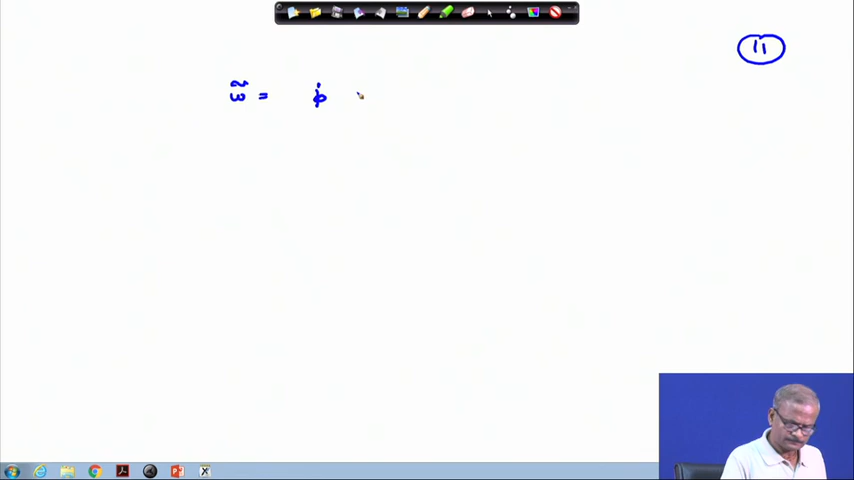 11
ω̃ = φ̇